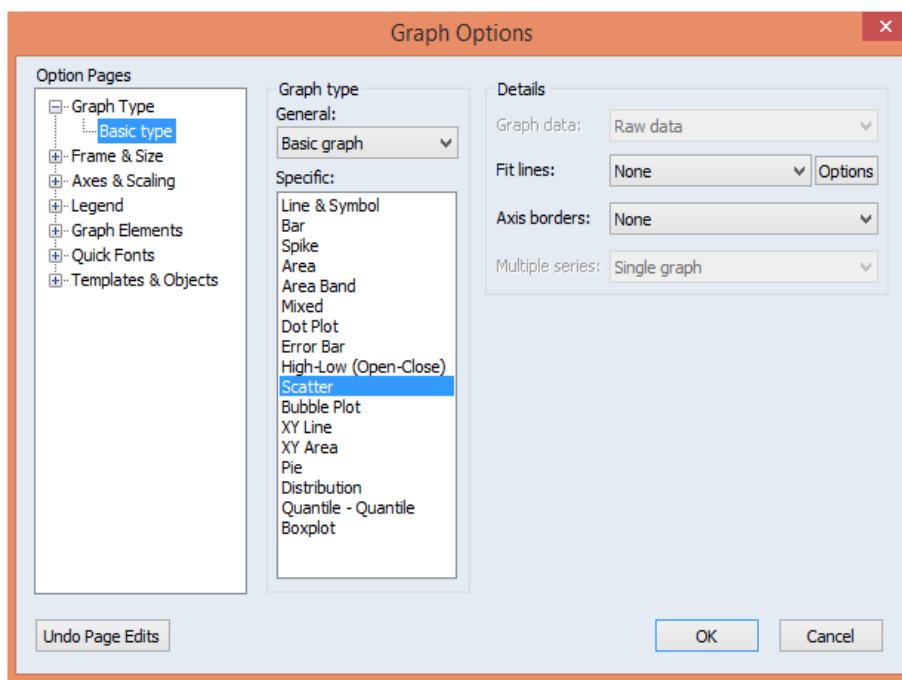 Graph Options
Option Pages
Graph Type
Basic type
Frame & Size
Axes & Scaling
Legend
Graph Elements
Quick Fonts
Templates & Objects
Graph type
General:
Basic graph
Specific:
Line & Symbol
Bar
Spike
Area
Area Band
Mixed
Dot Plot
Error Bar
High-Low (Open-Close)
Scatter
Bubble Plot
XY Line
XY Area
Pie
Distribution
Quantile - Quantile
Boxplot
Details
Graph data: Raw data
Fit lines: None Options
Axis borders: None
Multiple series: Single graph
Undo Page Edits
OK
Cancel